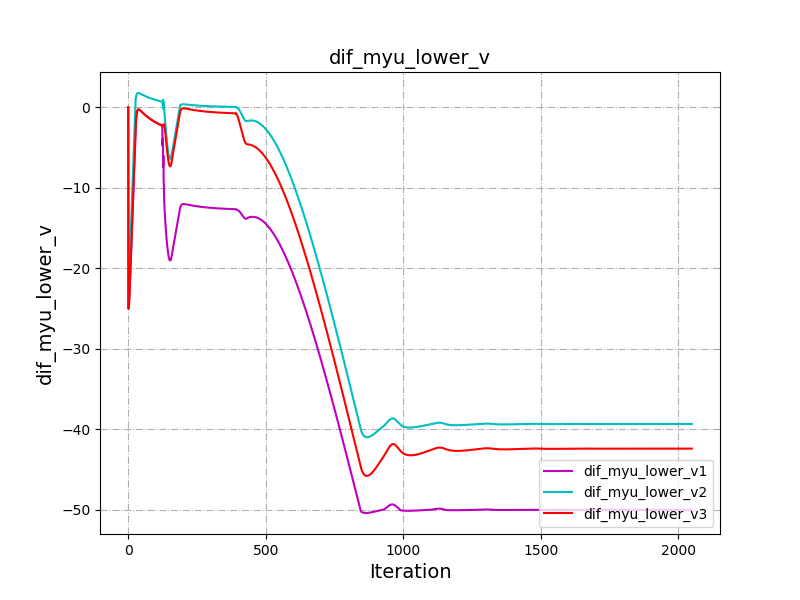 dif_myu_lower_v
dif_myu_lower_v
0
−10
−20
−30
−40
−50
dif_myu_lower_v1
dif_myu_lower_v2
dif_myu_lower_v3
0
500
1000
1500
2000
Iteration